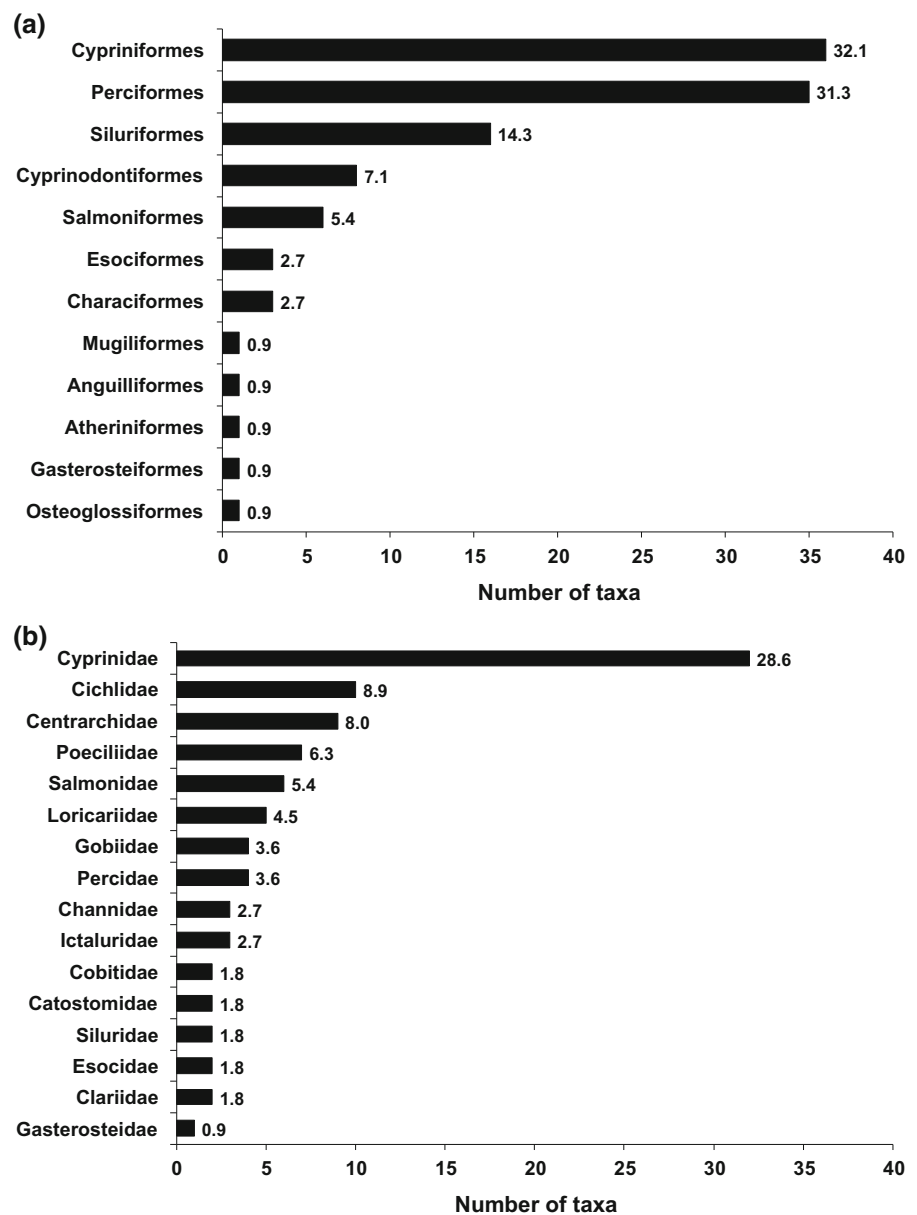 (a)
Cypriniformes 32.1
Perciformes 31.3
Siluriformes 14.3
Cyprinodontiformes 7.1
Salmoniformes 5.4
Esociformes 2.7
Characiformes 2.7
Mugiliformes 0.9
Anguilliformes 0.9
Atheriniformes 0.9
Gasterosteiformes 0.9
Osteoglossiformes 0.9
0 5 10 15 20 25 30 35 40
Number of taxa
(b)
Cyprinidae 28.6
Cichlidae 8.9
Centrarchidae 8.0
Poeciliidae 6.3
Salmonidae 5.4
Loricariidae 4.5
Gobiidae 3.6
Percidae 3.6
Channidae 2.7
Ictaluridae 2.7
Cobitidae 1.8
Catostomidae 1.8
Siluridae 1.8
Esocidae 1.8
Clariidae 1.8
Gasterosteidae 0.9
0 5 10 15 20 25 30 35 40
Number of taxa